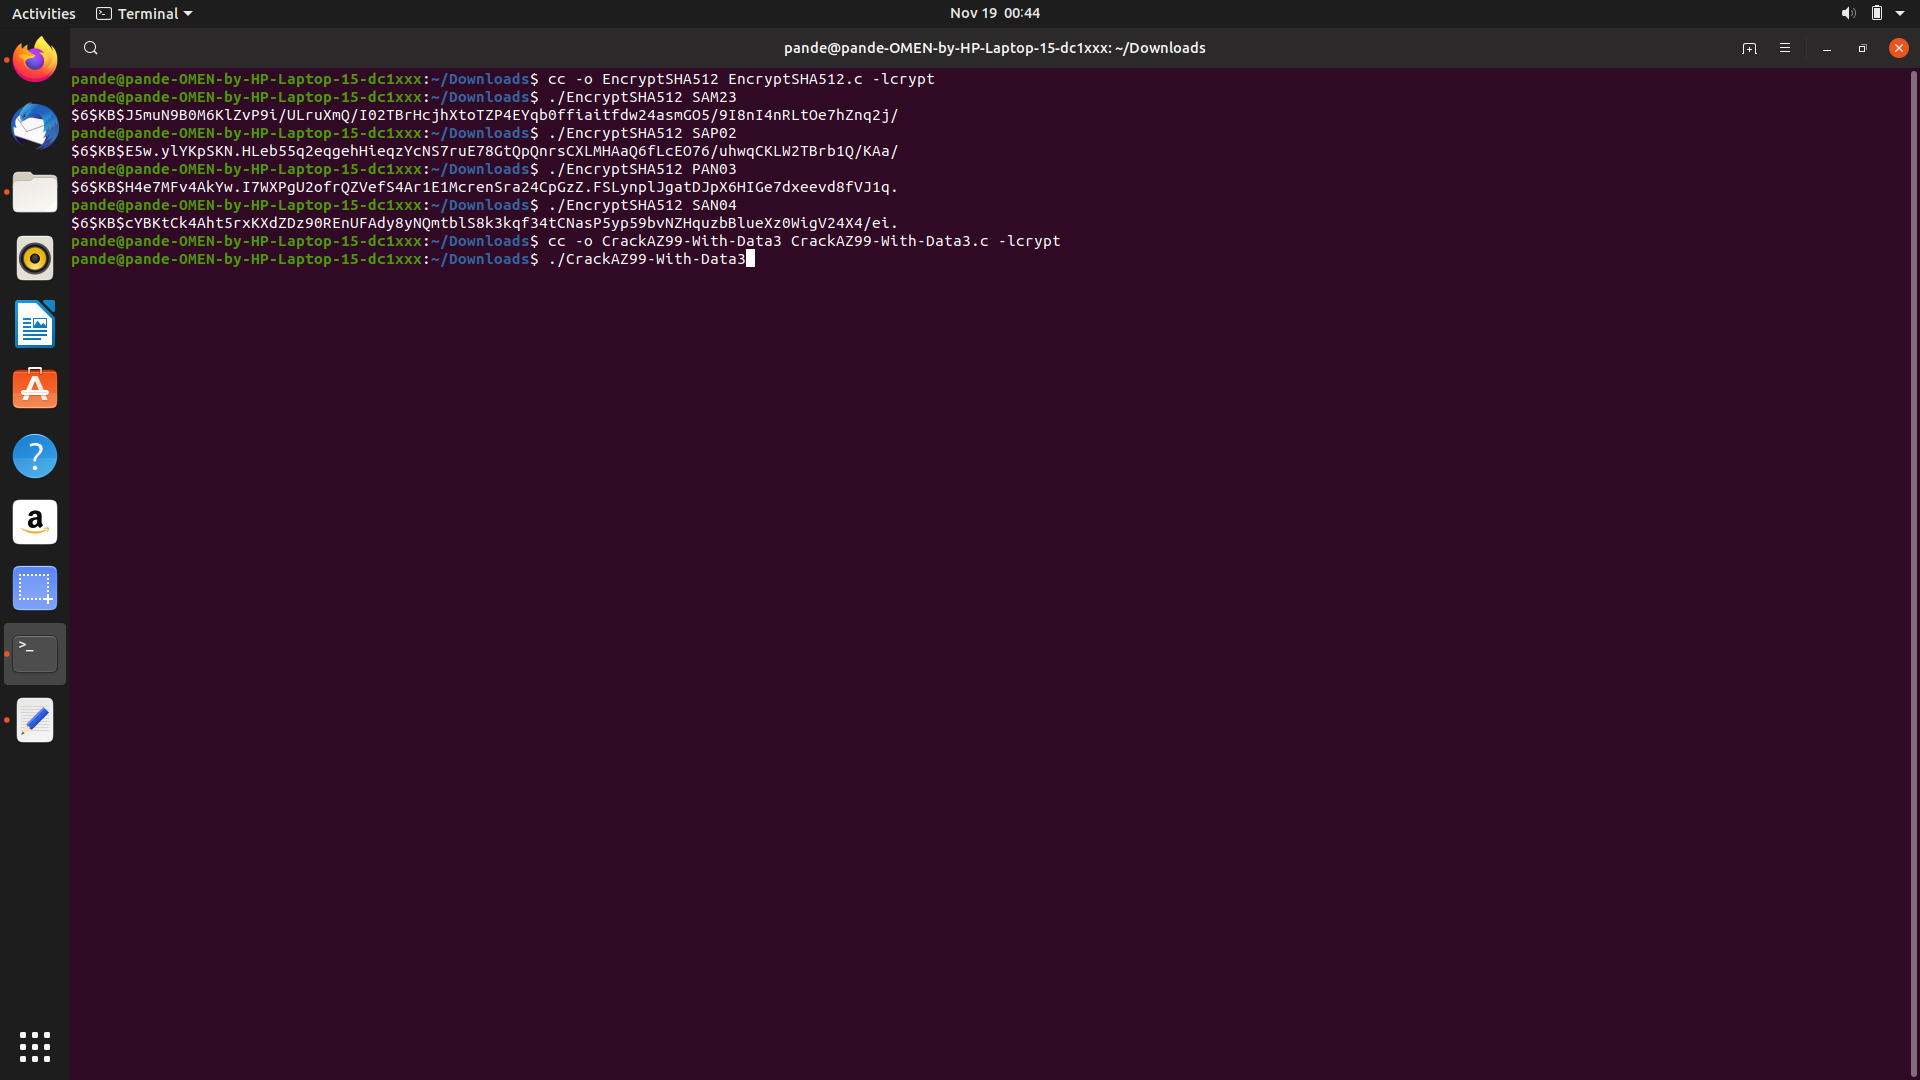 Activities Terminal Nov 19 00:44
pande@pande-OMEN-by-HP-Laptop-15-dc1xxx: ~/Downloads
pande@pande-OMEN-by-HP-Laptop-15-dc1xxx:~/Downloads$ cc -o EncryptSHA512 EncryptSHA512.c -lcrypt
pande@pande-OMEN-by-HP-Laptop-15-dc1xxx:~/Downloads$ ./EncryptSHA512 SAM23
$6$KB$J5muN9B0M6KlZvP9i/ULruXmQ/I02TBrHcjhXtoTZP4EYqb0ffiaitfdw24asmGO5/9I8nI4nRLtOe7hZnq2j/
pande@pande-OMEN-by-HP-Laptop-15-dc1xxx:~/Downloads$ ./EncryptSHA512 SAP02
$6$KB$E5w.ylYKpSKN.HLeb55q2eqgehHieqzYcNS7ruE78GtQpQnrsCXLMHAaQ6fLcEO76/uhwqCKLW2TBrb1Q/KAa/
pande@pande-OMEN-by-HP-Laptop-15-dc1xxx:~/Downloads$ ./EncryptSHA512 PAN03
$6$KB$H4e7MFv4AkYw.I7WXPgU2ofrQZVefS4Ar1E1McrenSra24CpGzZ.FSLynplJgatDJpX6HIGe7dxeevd8fVJ1q.
pande@pande-OMEN-by-HP-Laptop-15-dc1xxx:~/Downloads$ ./EncryptSHA512 SAN04
$6$KB$cYBKtCk4Aht5rxKXdZDz90REnUFAdy8yNQmtblS8k3kqf34tCNasP5yp59bvNZHquzbBlueXz0WigV24X4/ei.
pande@pande-OMEN-by-HP-Laptop-15-dc1xxx:~/Downloads$ cc -o CrackAZ99-With-Data3 CrackAZ99-With-Data3.c -lcrypt
pande@pande-OMEN-by-HP-Laptop-15-dc1xxx:~/Downloads$ ./CrackAZ99-With-Data3